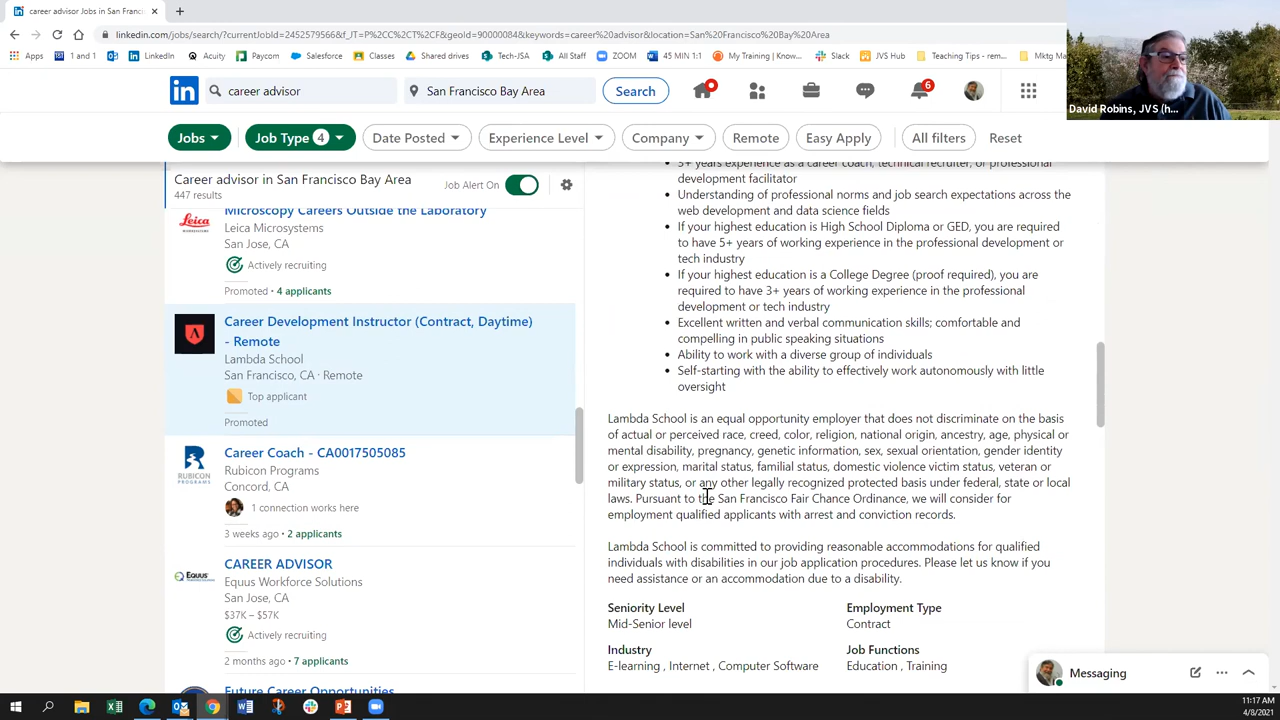 career advisor Jobs in San Franci
linkedin.com/jobs/search/?currentJobId=2452579566&f_JT=P%2CC%2CT%2CF&geoId=90000084&keywords=career%20advisor&location=San%20Francisco%20Bay%20Area
Apps
1 and 1
01
LinkedIn
Acuity
Paycom
Salesforce
Classes
Shared drives
Tech-JSA
All Staff
ZOOM
45 MIN 1:1
My Training | Know...
Slack
JVS Hub
Teaching Tips - rem...
Mktg Ma
David Robins, JVS (h...
in
career advisor
San Francisco Bay Area
Search
6
Jobs
Job Type 4
Date Posted
Experience Level
Company
Remote
Easy Apply
All filters
Reset
Career advisor in San Francisco Bay Area
447 results
Job Alert On
Microscopy Careers Outside the Laboratory
Leica Microsystems
San Jose, CA
Actively recruiting
Promoted • 4 applicants
Career Development Instructor (Contract, Daytime)
- Remote
Lambda School
San Francisco, CA · Remote
Top applicant
Promoted
RUBICON
PROGRAMS
Career Coach - CA0017505085
Rubicon Programs
Concord, CA
1 connection works here
3 weeks ago • 2 applicants
equus
CAREER ADVISOR
Equus Workforce Solutions
San Jose, CA
$37K – $57K
Actively recruiting
2 months ago • 7 applicants
Future Career Opportunities
3+ years experience as a career coach, technical recruiter, or professional
development facilitator
Understanding of professional norms and job search expectations across the
web development and data science fields
If your highest education is High School Diploma or GED, you are required
to have 5+ years of working experience in the professional development or
tech industry
If your highest education is a College Degree (proof required), you are
required to have 3+ years of working experience in the professional
development or tech industry
Excellent written and verbal communication skills; comfortable and
compelling in public speaking situations
Ability to work with a diverse group of individuals
Self-starting with the ability to effectively work autonomously with little
oversight
Lambda School is an equal opportunity employer that does not discriminate on the basis
of actual or perceived race, creed, color, religion, national origin, ancestry, age, physical or
mental disability, pregnancy, genetic information, sex, sexual orientation, gender identity
or expression, marital status, familial status, domestic violence victim status, veteran or
military status, or any other legally recognized protected basis under federal, state or local
laws. Pursuant to the San Francisco Fair Chance Ordinance, we will consider for
employment qualified applicants with arrest and conviction records.
Lambda School is committed to providing reasonable accommodations for qualified
individuals with disabilities in our job application procedures. Please let us know if you
need assistance or an accommodation due to a disability.
Seniority Level
Mid-Senior level
Employment Type
Contract
Industry
E-learning , Internet , Computer Software
Job Functions
Education , Training
Messaging
11:17 AM
4/8/2021